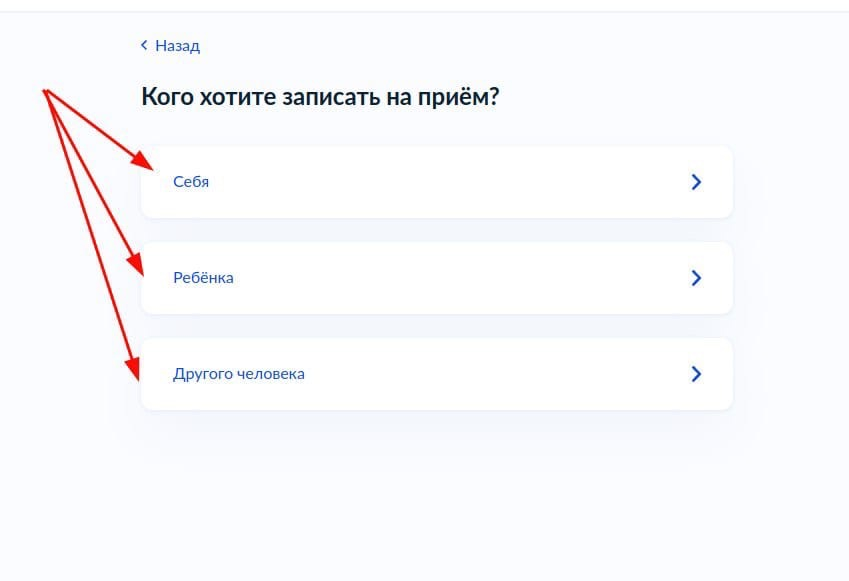 Назад
Кого хотите записать на приём?
Себя
Ребёнка
Другого человека